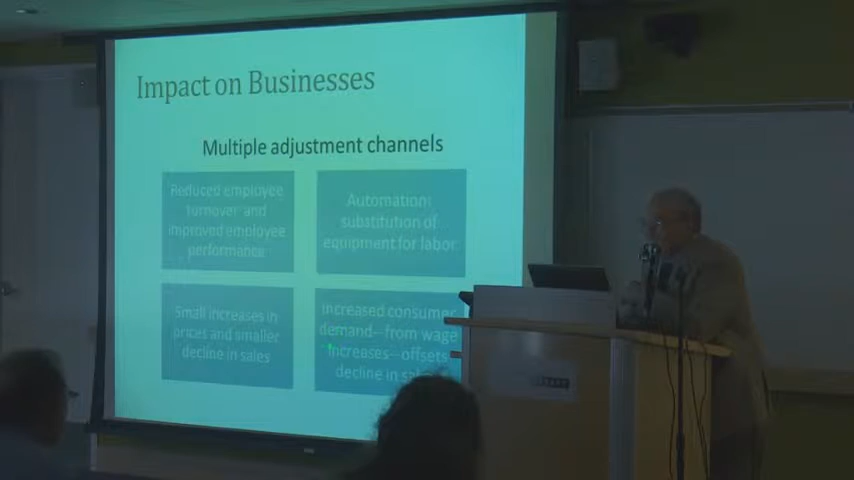 Impact on Businesses
Multiple adjustment channels
Reduced employee
turnover and
improved employee
performance
Automation:
substitution of
equipment for labor
Small increases in
prices and smaller
decline in sales
Increased consumer
demand—from wage
increases—offsets
decline in